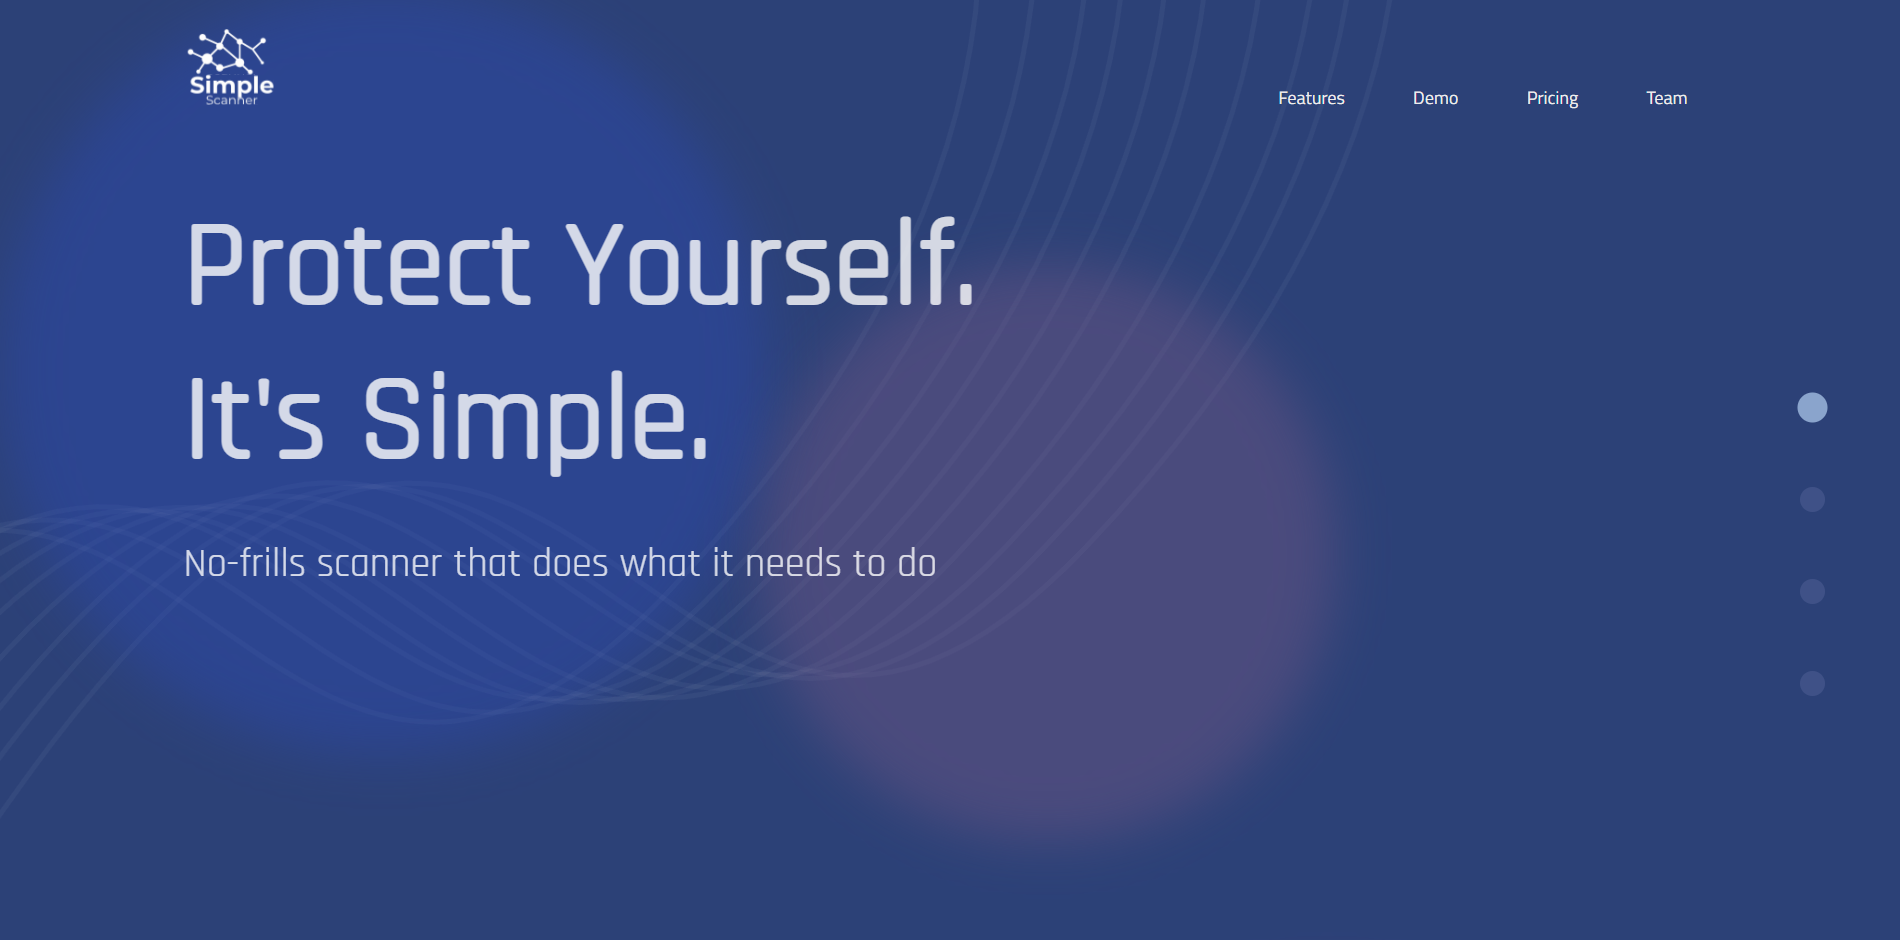 Simple
Scanner
Features
Demo
Pricing
Team
Protect Yourself.
It's Simple.
No-frills scanner that does what it needs to do